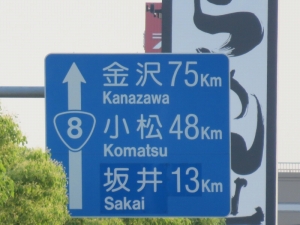 金沢 75Km
Kanazawa
8
小松 48Km
Komatsu
坂井 13Km
Sakai